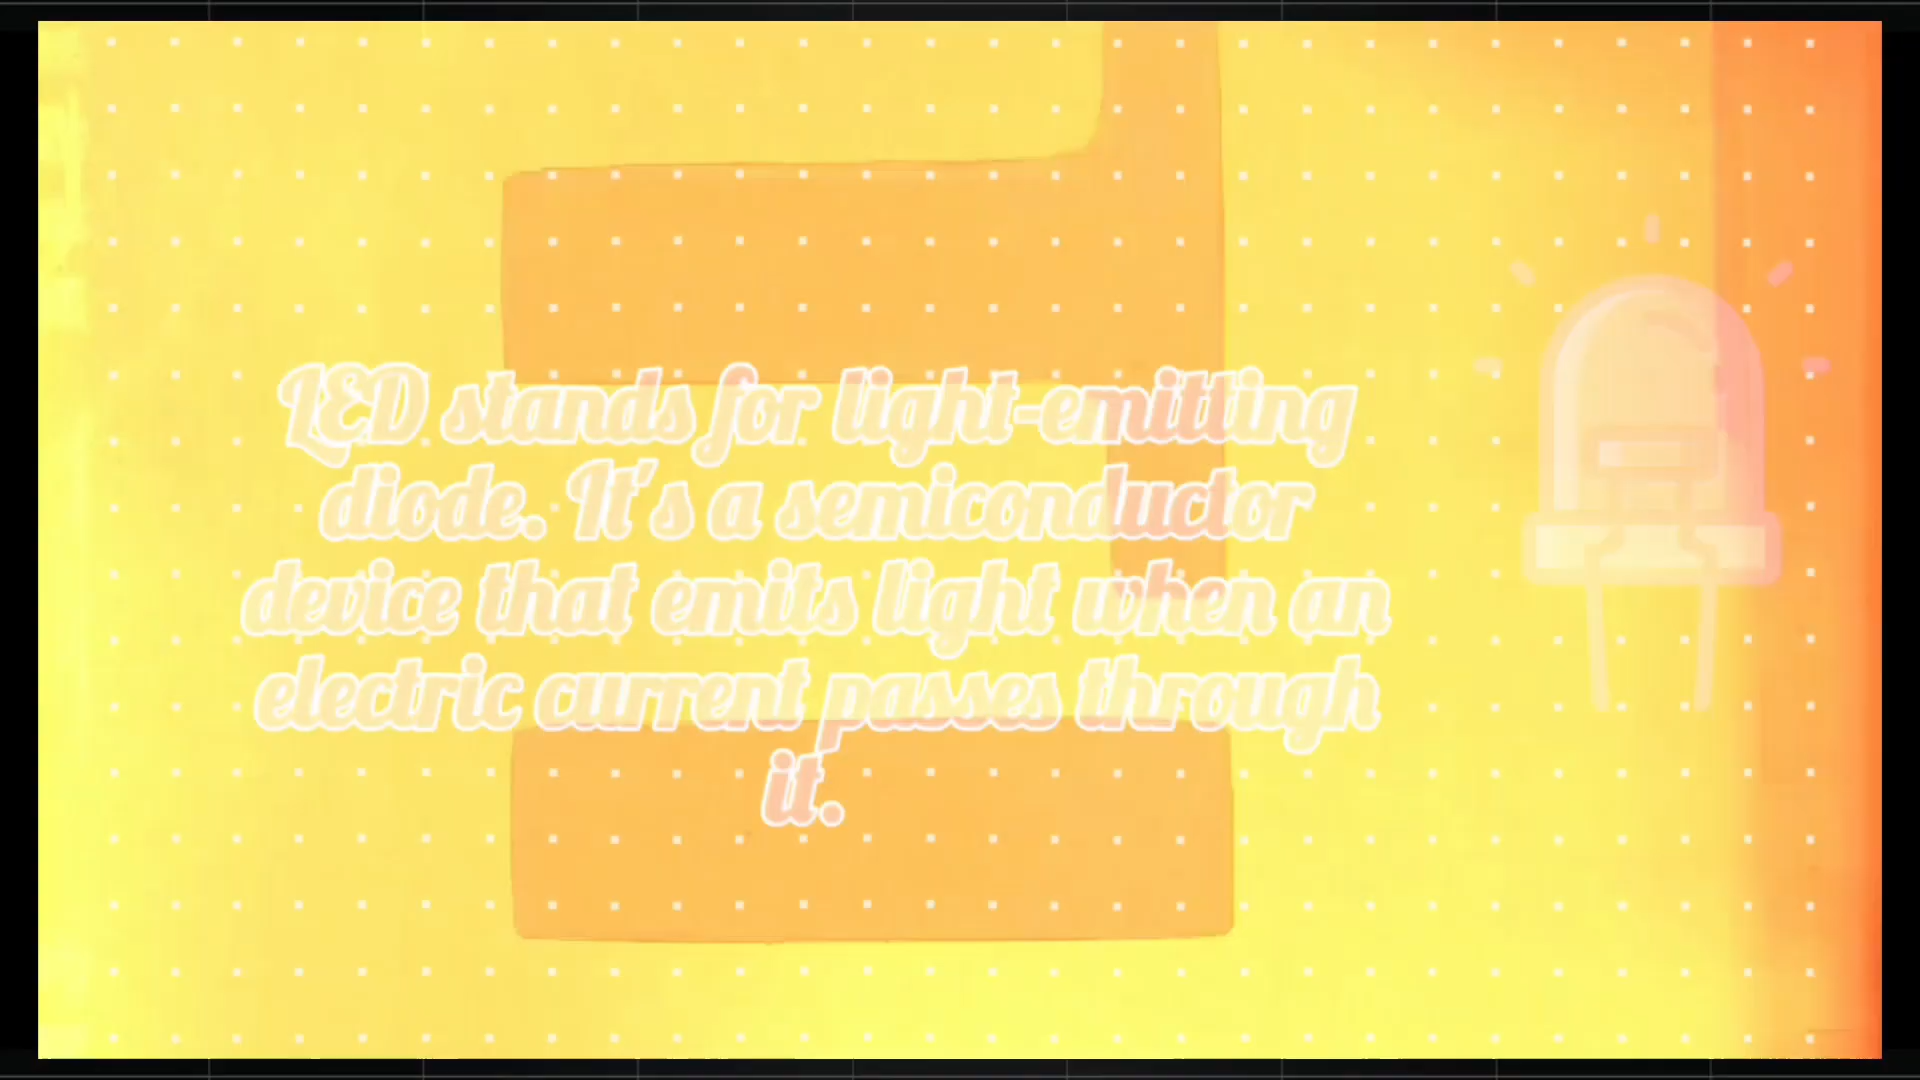 LED stands for light-emitting
diode. It's a semiconductor
device that emits light when an
electric current passes through
it.